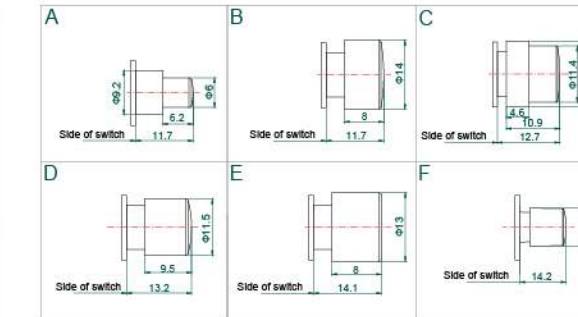 A
Φ9.2
Φ6
6.2
Side of switch
11.7
B
Φ14
8
Side of switch
11.7
C
Φ11.4
4.6
10.9
Side of switch
12.7
D
Φ11.5
9.5
Side of switch
13.2
E
Φ13
8
Side of switch
14.1
F
Side of switch
14.2